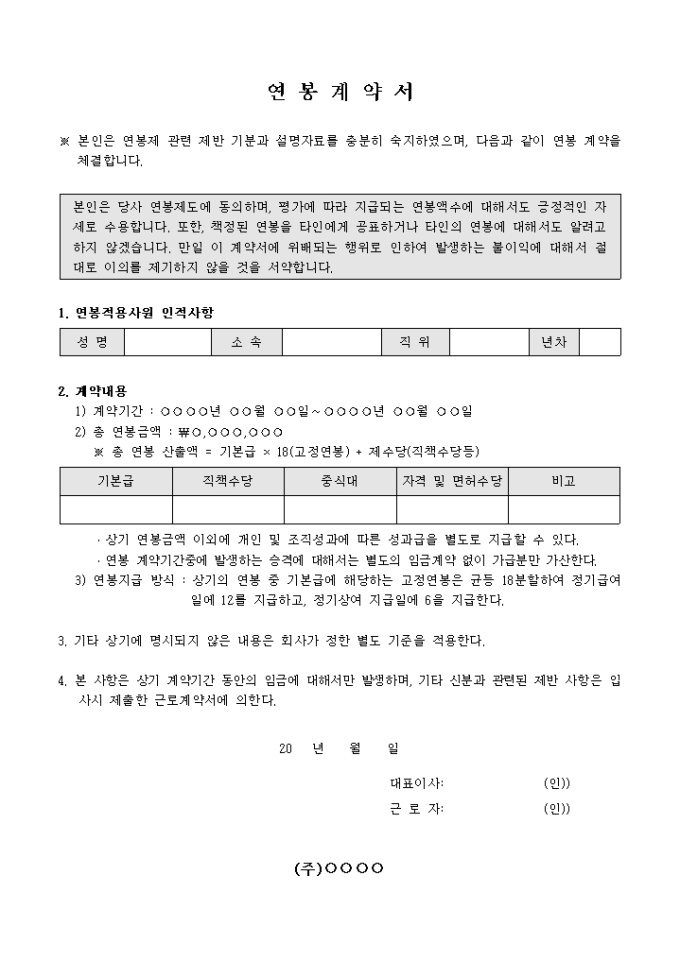 연 봉 계 약 서
※ 본인은 연봉제 관련 제반 기분과 설명자료를 충분히 숙지하였으며, 다음과 같이 연봉 계약을
체결합니다.
본인은 당사 연봉제도에 동의하며, 평가에 따라 지급되는 연봉액수에 대해서도 긍정적인 자
세로 수용합니다. 또한, 책정된 연봉을 타인에게 공표하거나 타인의 연봉에 대해서도 알려고
하지 않겠습니다. 만일 이 계약서에 위배되는 행위로 인하여 발생하는 불이익에 대해서 절
대로 이의를 제기하지 않을 것을 서약합니다.
1. 연봉적용사원 인적사항
성 명 소 속 직 위 년차
2. 계약내용
1) 계약기간 : ○○○○년 ○○월 ○○일~○○○○년 ○○월 ○○일
2) 총 연봉금액 : ₩○,○○○,○○○
※ 총 연봉 산출액 = 기본급 × 18(고정연봉) + 제수당(직책수당등)
기본급 직책수당 중식대 자격 및 면허수당 비고
· 상기 연봉금액 이외에 개인 및 조직성과에 따른 성과급을 별도로 지급할 수 있다.
· 연봉 계약기간중에 발생하는 승격에 대해서는 별도의 임금계약 없이 가급분만 가산한다.
3) 연봉지급 방식 : 상기의 연봉 중 기본급에 해당하는 고정연봉은 균등 18분할하여 정기급여
일에 12를 지급하고, 정기상여 지급일에 6을 지급한다.
3. 기타 상기에 명시되지 않은 내용은 회사가 정한 별도 기준을 적용한다.
4. 본 사항은 상기 계약기간 동안의 임금에 대해서만 발생하며, 기타 신분과 관련된 제반 사항은 입
사시 제출한 근로계약서에 의한다.
20 년 월 일
대표이사: (인))
근 로 자: (인))
(주)○○○○